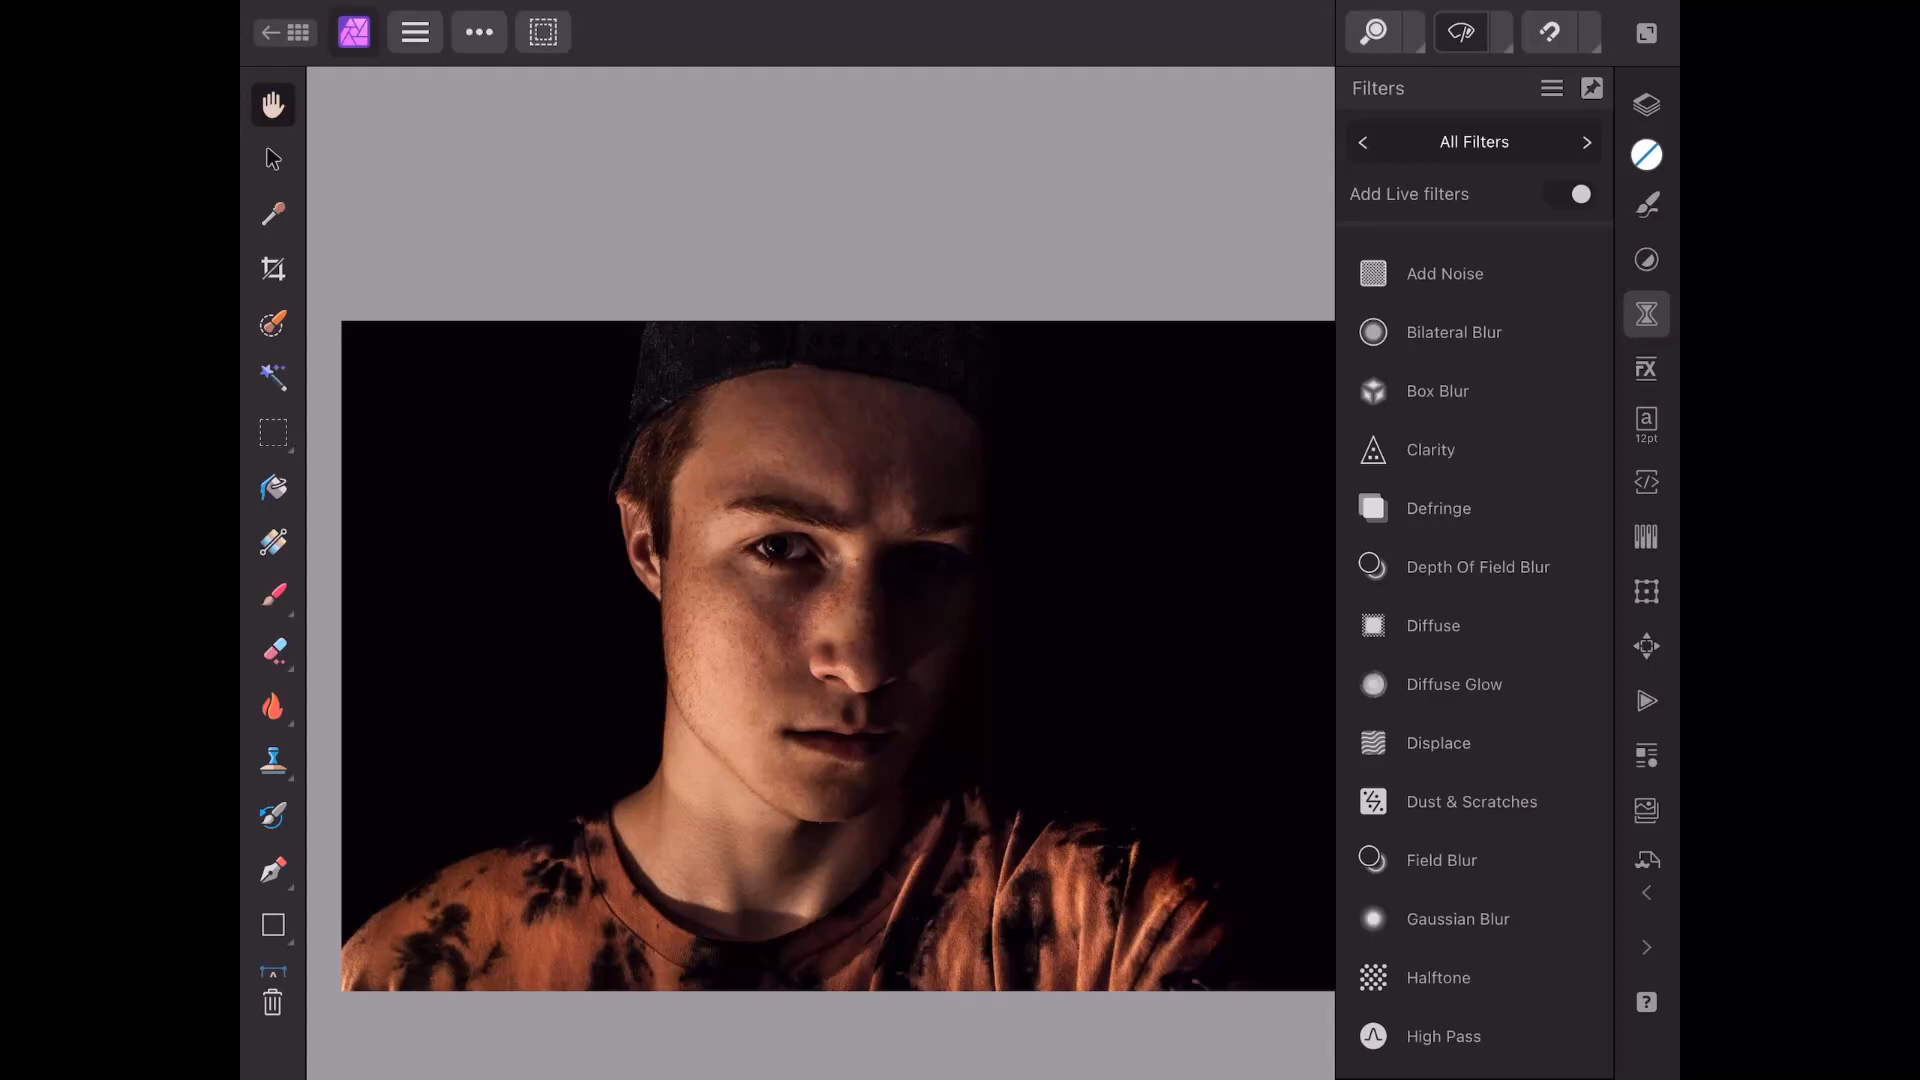 Filters
All Filters
Add Live filters
Add Noise
Bilateral Blur
Box Blur
Clarity
Defringe
Depth Of Field Blur
Diffuse
Diffuse Glow
Displace
Dust & Scratches
Field Blur
Gaussian Blur
Halftone
High Pass
FX
a
12pt
A
?